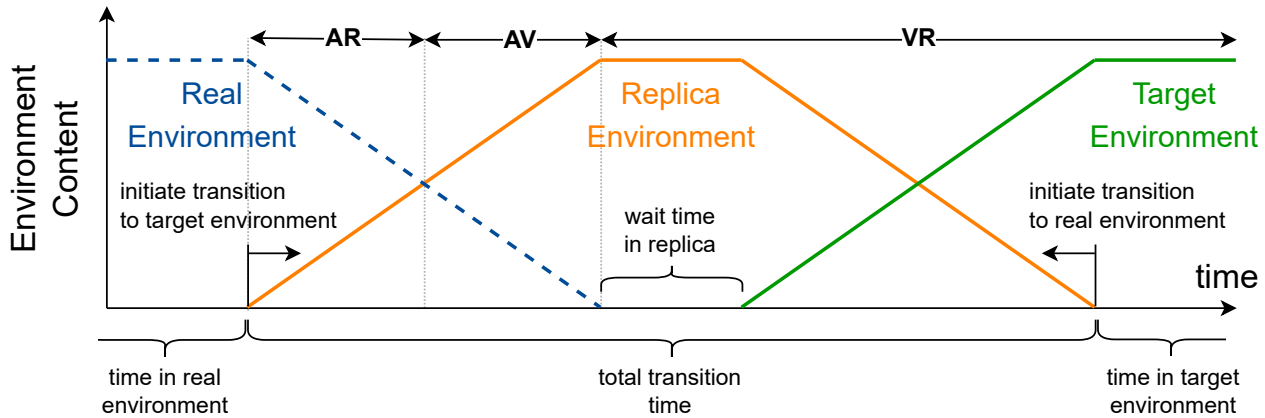 AR
AV
VR
Real
Environment
Replica
Environment
Target
Environment
Environment
Content
initiate transition
to target environment
wait time
in replica
initiate transition
to real environment
time
time in real
environment
total transition
time
time in target
environment